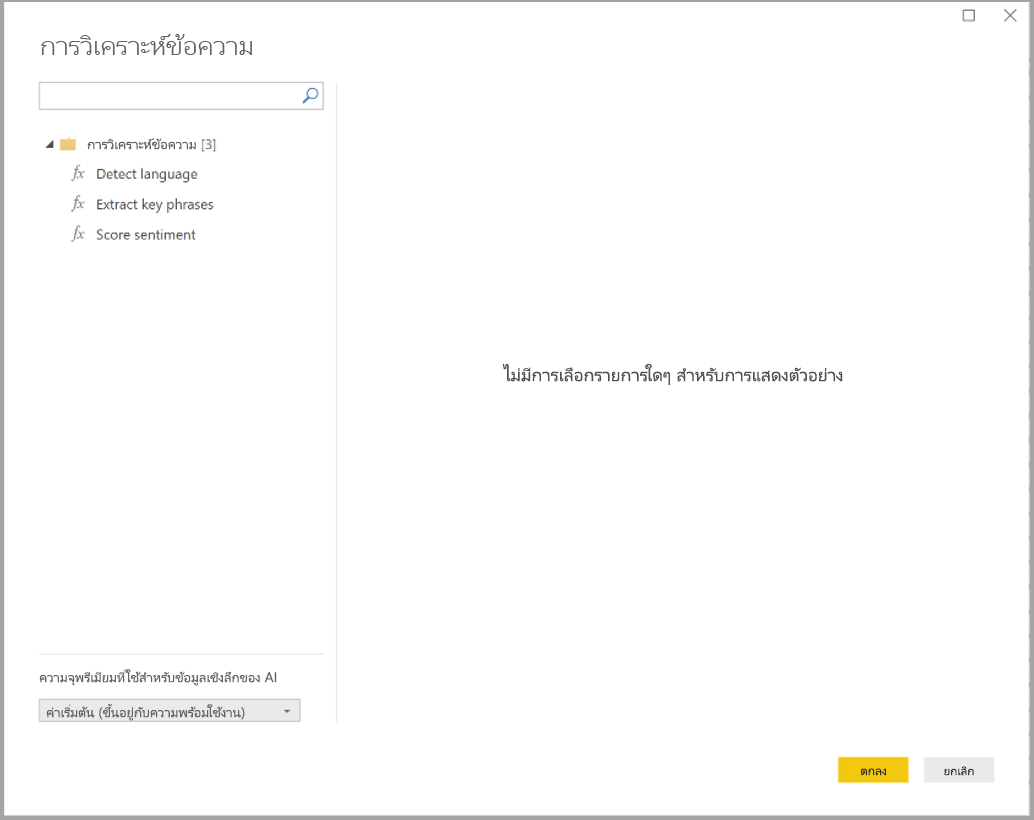 การวิเคราะห์ข้อความ
การวิเคราะห์ข้อความ [3]
fx Detect language
fx Extract key phrases
fx Score sentiment
ไม่มีการเลือกรายการใดๆ สำหรับการแสดงตัวอย่าง
ความจุพรีเมียมที่ใช้สำหรับข้อมูลเชิงลึกของ AI
ค่าเริ่มต้น (ขึ้นอยู่กับความพร้อมใช้งาน)
ตกลง ยกเลิก